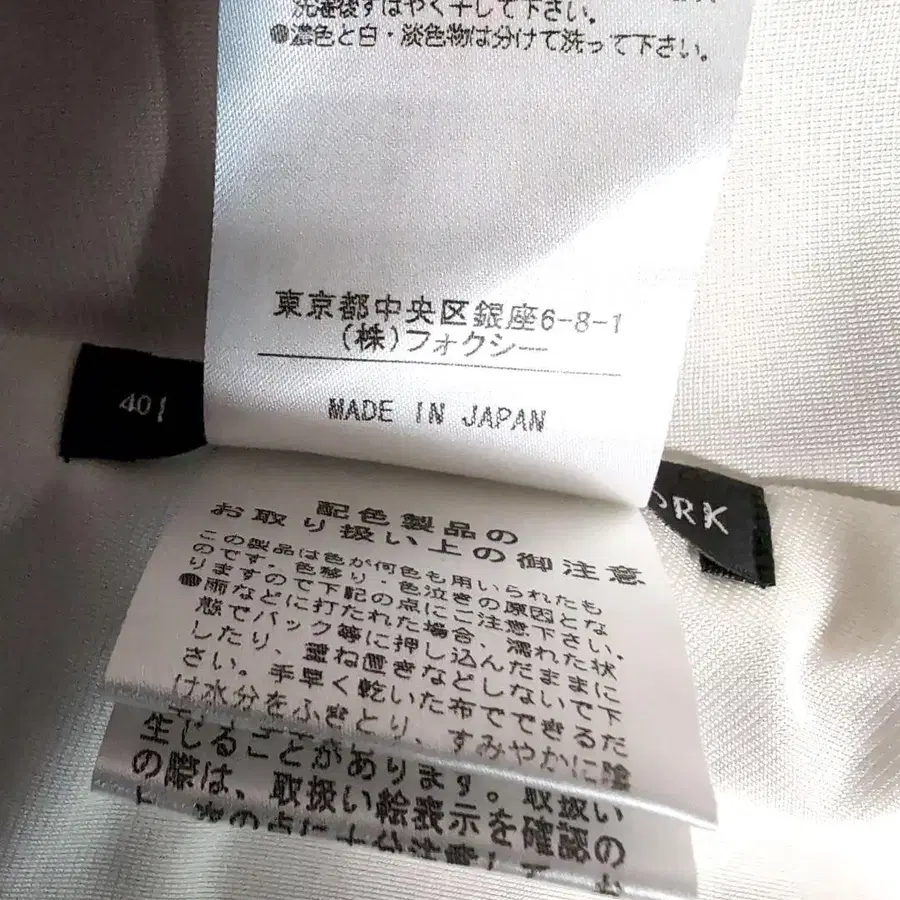 洗濯後すばやく干して下さい。
●濃色と白・淡色物は分けて洗って下さい。
東京都中央区銀座6-8-1
(株)フォクシー
MADE IN JAPAN
40
配色製品の
お取り扱い上の御注意
この製品は色が何色も用いられたも
のです。色移り・色泣きの原因とな
りますので下記の点にご注意下さい。
●雨などに打たれた場合、濡れた状
態でバック等に押し込んだままに
したり、重ね置きなどしないで下
さい。手早く乾いた布でできるだ
け水分をふきとり、すみやかに陰
生じることがあります。取扱い
の際は、取扱い絵表示を確認の